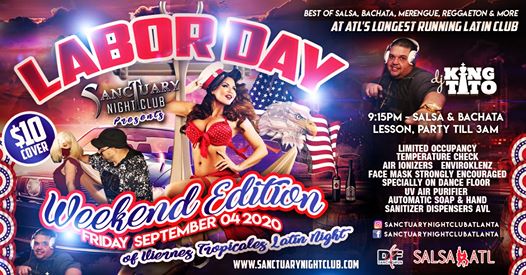 LABOR DAY
SANCTUARY
NIGHT CLUB
Presents
$10
COVER
Weekend Edition
FRIDAY SEPTEMBER 04 2020
of Viernes Tropicales Latin Night
WWW.SANCTUARYNIGHTCLUB.COM
BEST OF SALSA, BACHATA, MERENGUE, REGGAETON & MORE
AT ATL'S LONGEST RUNNING LATIN CLUB
dj KING
TATO
9:15PM - SALSA & BACHATA
LESSON, PARTY TILL 3AM
LIMITED OCCUPANCY
TEMPERATURE CHECK
AIR IONIZERS ENVIROKLENZ
FACE MASK STRONGLY ENCOURAGED
SPECIALLY ON DANCE FLOOR
UV AIR PURIFIER
AUTOMATIC SOAP & HAND
SANITIZER DISPENSERS AVL
SANCTUARYNIGHTCLUBATLANTA
SANCTUARYNIGHTCLUBATLANTA
SALSA ATL